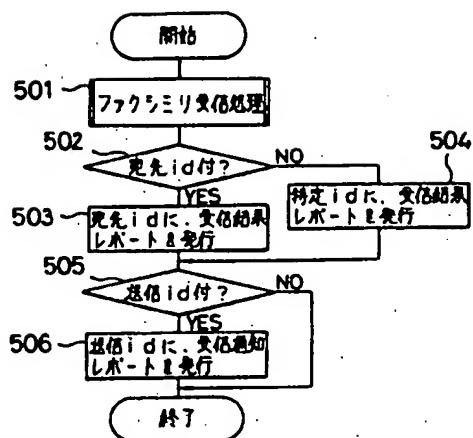 開始
501
ファクシミリ受信処理
502
宛先id付?
NO
504
YES
特定idに、受信結果
レポートを発行
503
宛先idに、受信結果
レポートを発行
505
送信id付?
NO
YES
506
送信idに、受信通知
レポートを発行
終了